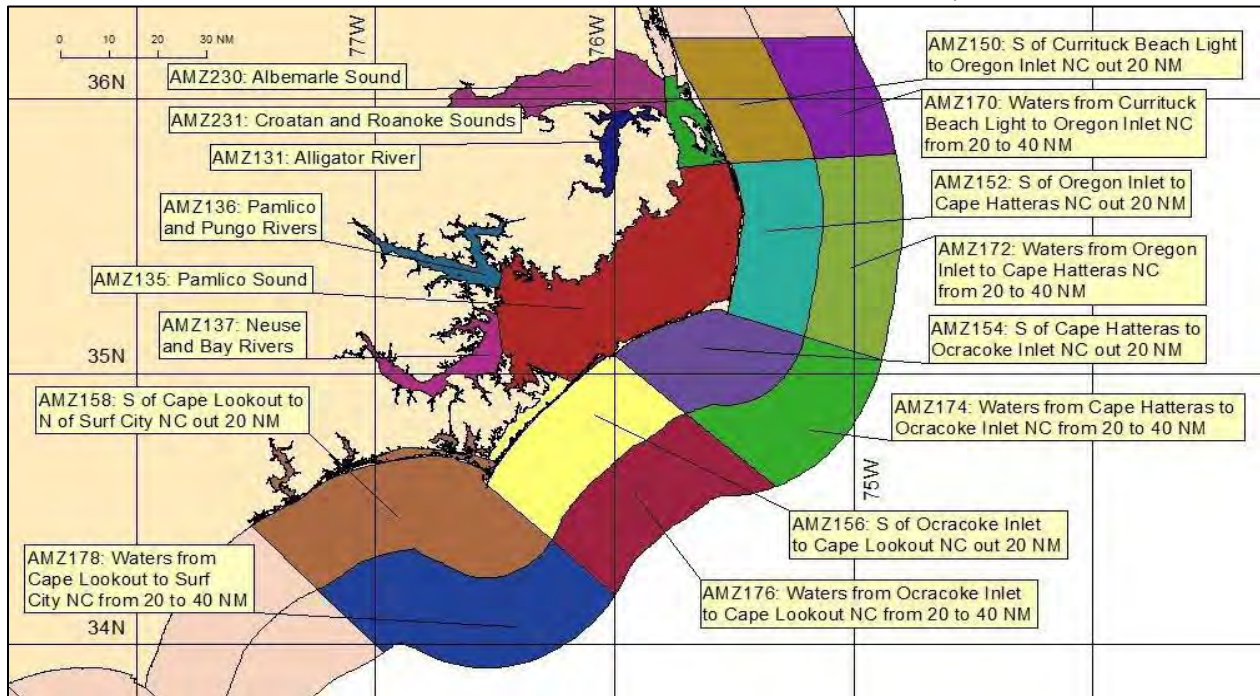 0 10 20 30 NM
77W
76W
36N
AMZ230: Albemarle Sound
AMZ231: Croatan and Roanoke Sounds
AMZ131: Alligator River
AMZ136: Pamlico
and Pungo Rivers
AMZ135: Pamlico Sound
AMZ137: Neuse
and Bay Rivers
35N
AMZ158: S of Cape Lookout to
N of Surf City NC out 20 NM
AMZ178: Waters from
Cape Lookout to Surf
City NC from 20 to 40 NM
34N
AMZ150: S of Currituck Beach Light
to Oregon Inlet NC out 20 NM
AMZ170: Waters from Currituck
Beach Light to Oregon Inlet NC
from 20 to 40 NM
AMZ152: S of Oregon Inlet to
Cape Hatteras NC out 20 NM
AMZ172: Waters from Oregon
Inlet to Cape Hatteras NC
from 20 to 40 NM
AMZ154: S of Cape Hatteras to
Ocracoke Inlet NC out 20 NM
AMZ174: Waters from Cape Hatteras to
Ocracoke Inlet NC from 20 to 40 NM
75W
AMZ156: S of Ocracoke Inlet
to Cape Lookout NC out 20 NM
AMZ176: Waters from Ocracoke Inlet
to Cape Lookout NC from 20 to 40 NM